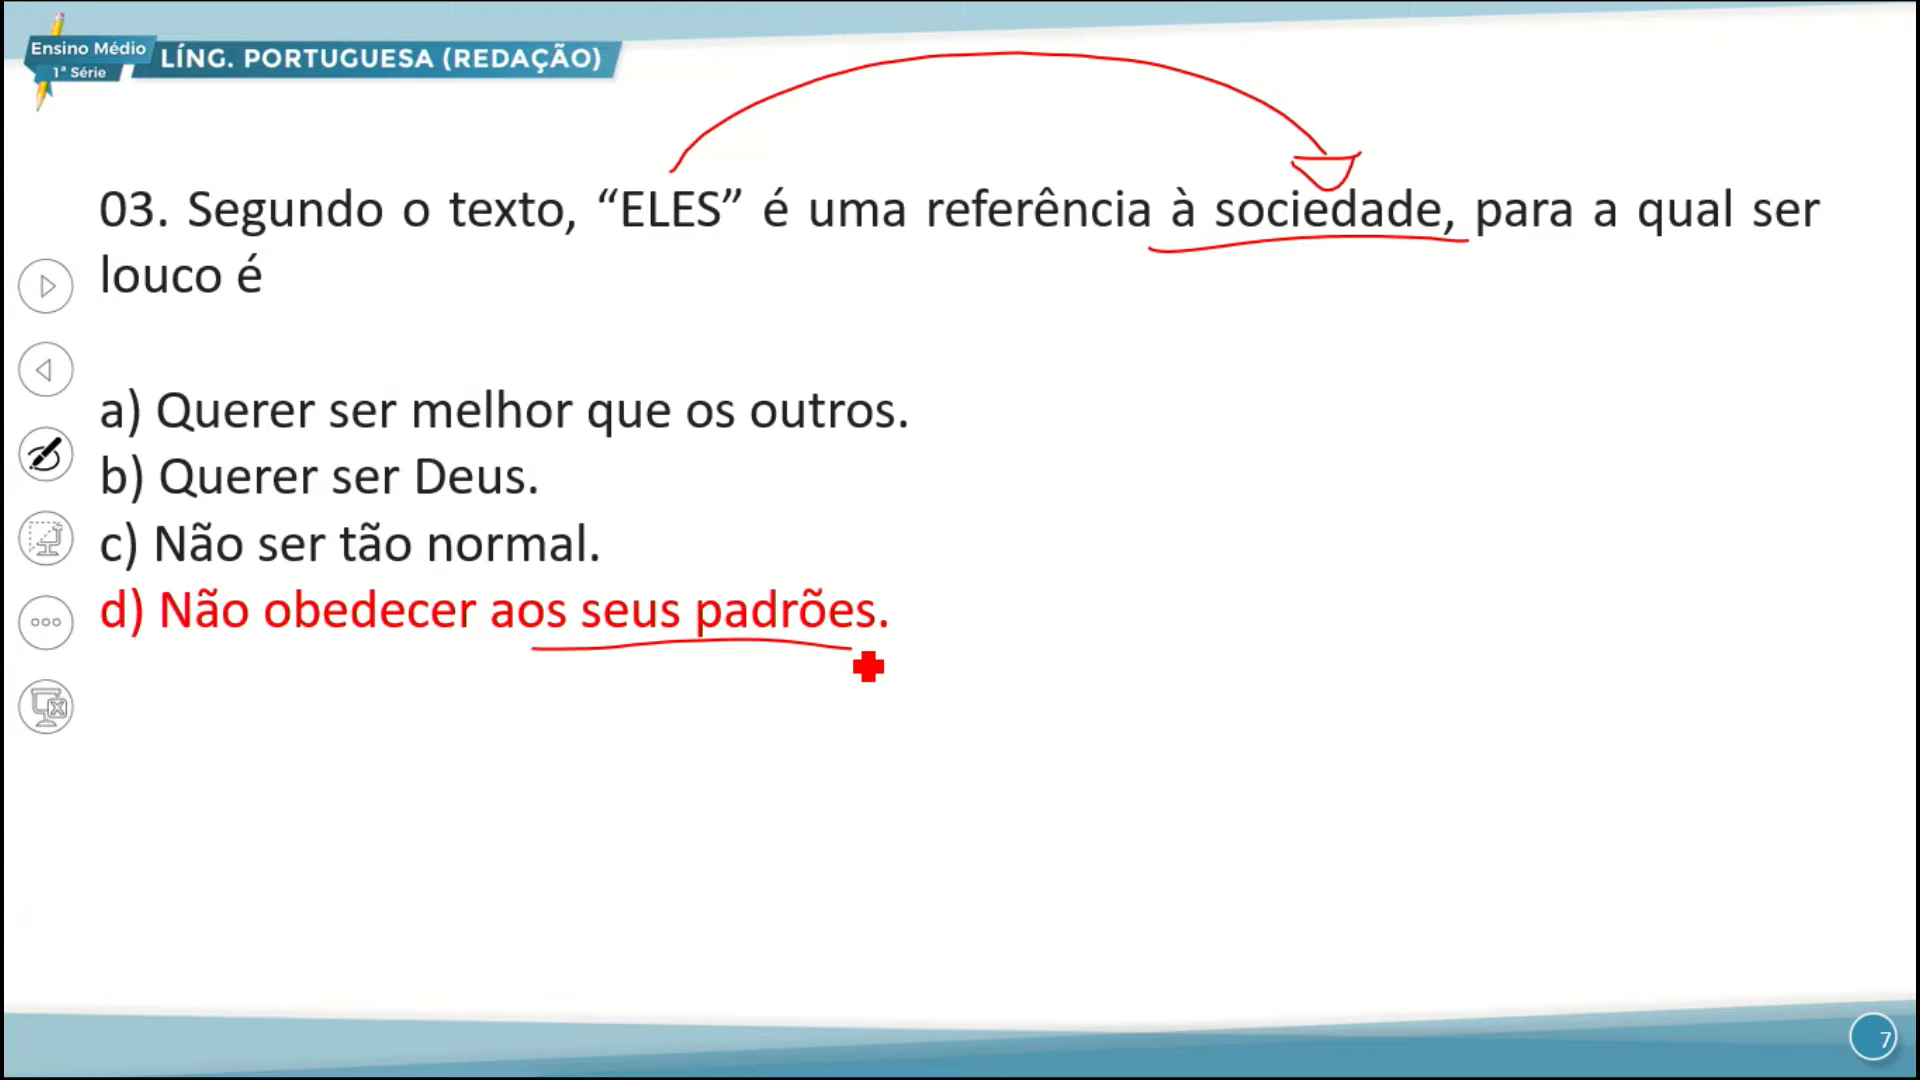 Ensino Médio
1ª Série
LÍNG. PORTUGUESA (REDAÇÃO)
03. Segundo o texto, “ELES” é uma referência à sociedade, para a qual ser
louco é
a) Querer ser melhor que os outros.
b) Querer ser Deus.
c) Não ser tão normal.
d) Não obedecer aos seus padrões.
7